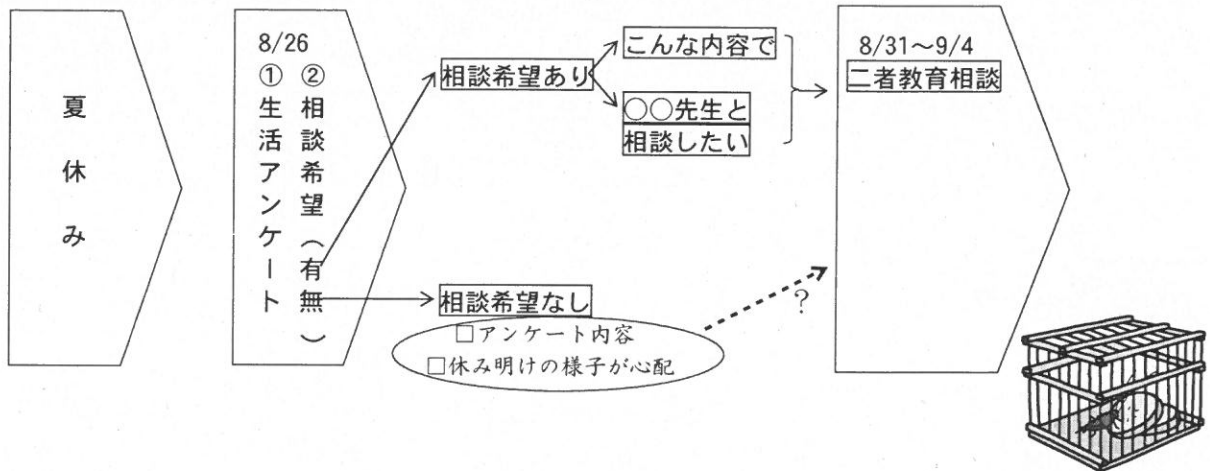 夏休み
8/26
①生活アンケート
②相談希望（有無）
相談希望あり
こんな内容で
○○先生と
相談したい
相談希望なし
□アンケート内容
□休み明けの様子が心配
?
8/31～9/4
二者教育相談